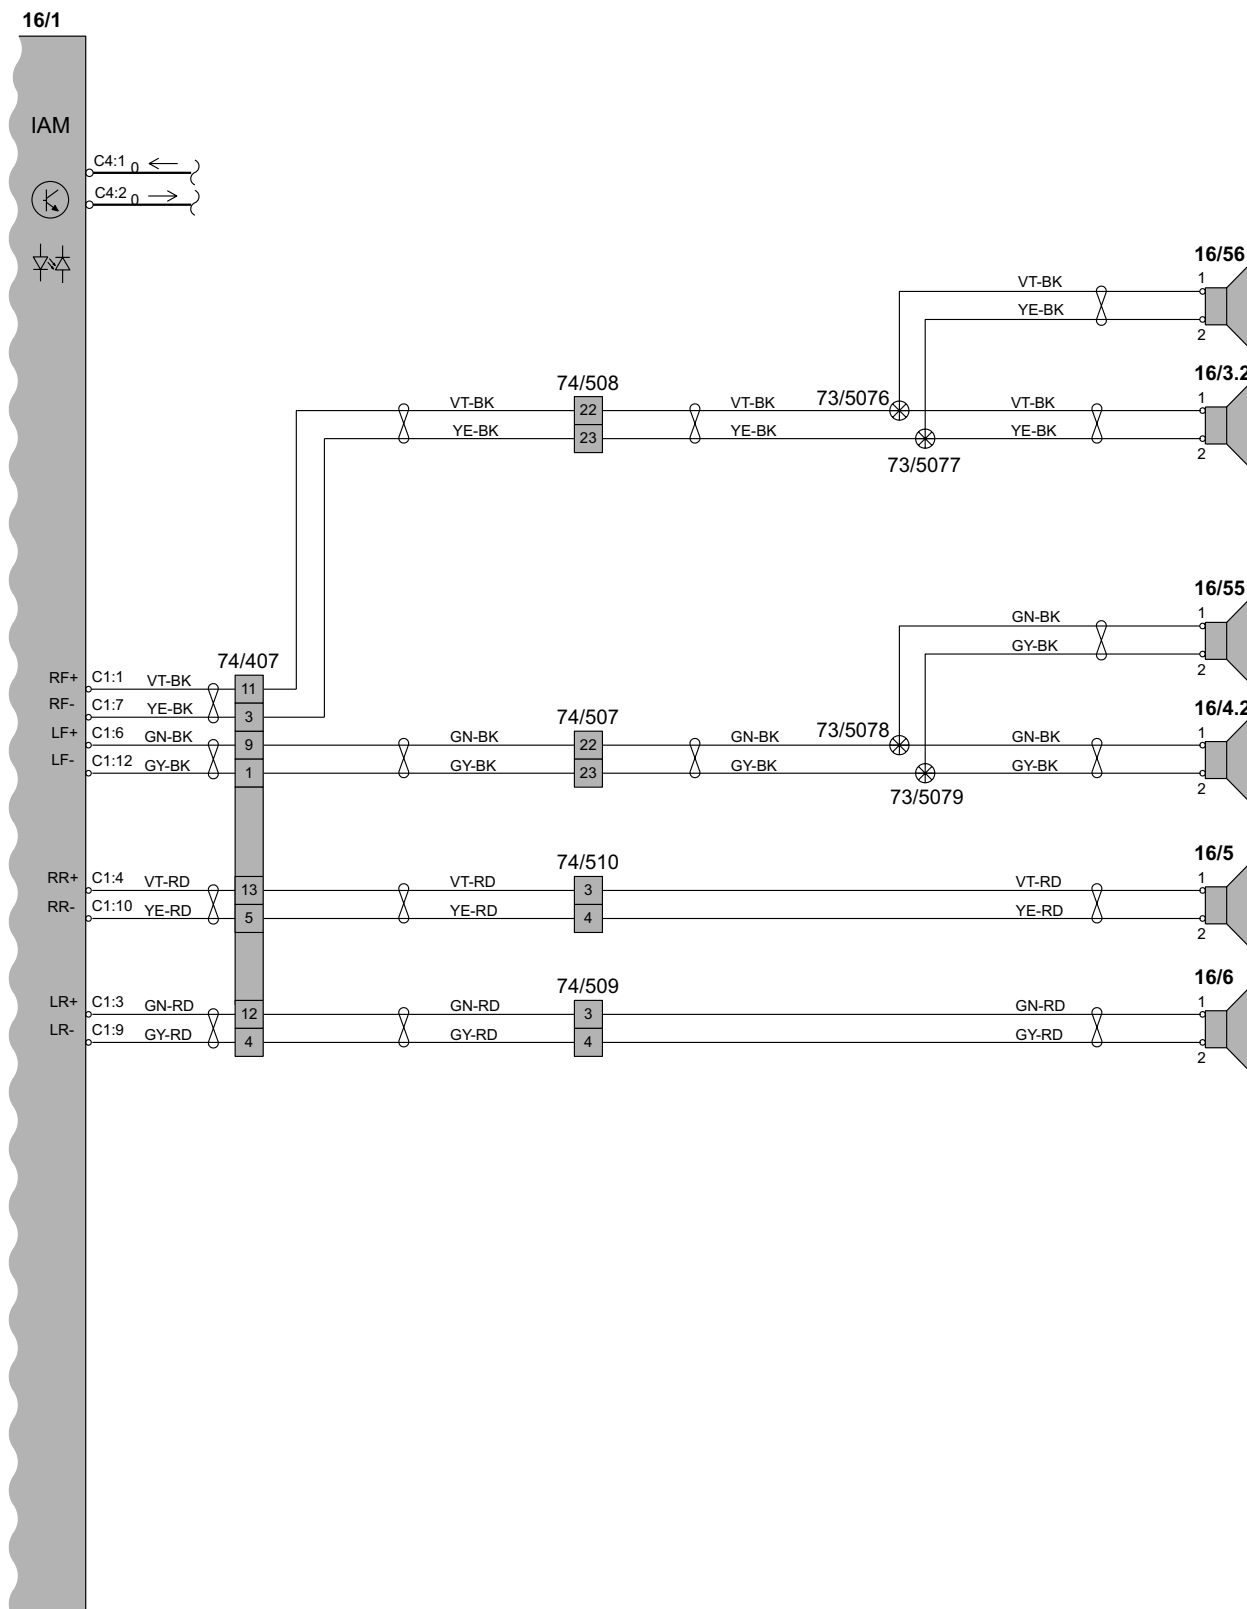 16/1
IAM
C4:1 0
C4:2 0
16/56
1
VT-BK
YE-BK
2
74/508
73/5076
16/3.2
1
VT-BK
22
VT-BK
VT-BK
YE-BK
23
YE-BK
YE-BK
2
73/5077
16/55
1
GN-BK
GY-BK
2
74/407
RF+ C1:1 VT-BK 11
RF- C1:7 YE-BK 3
74/507
73/5078
16/4.2
1
LF+ C1:6 GN-BK 9 GN-BK 22 GN-BK GN-BK
LF- C1:12 GY-BK 1 GY-BK 23 GY-BK GY-BK
2
73/5079
74/510
16/5
1
RR+ C1:4 VT-RD 13 VT-RD 3 VT-RD
RR- C1:10 YE-RD 5 YE-RD 4 YE-RD
2
74/509
16/6
1
LR+ C1:3 GN-RD 12 GN-RD 3 GN-RD
LR- C1:9 GY-RD 4 GY-RD 4 GY-RD
2